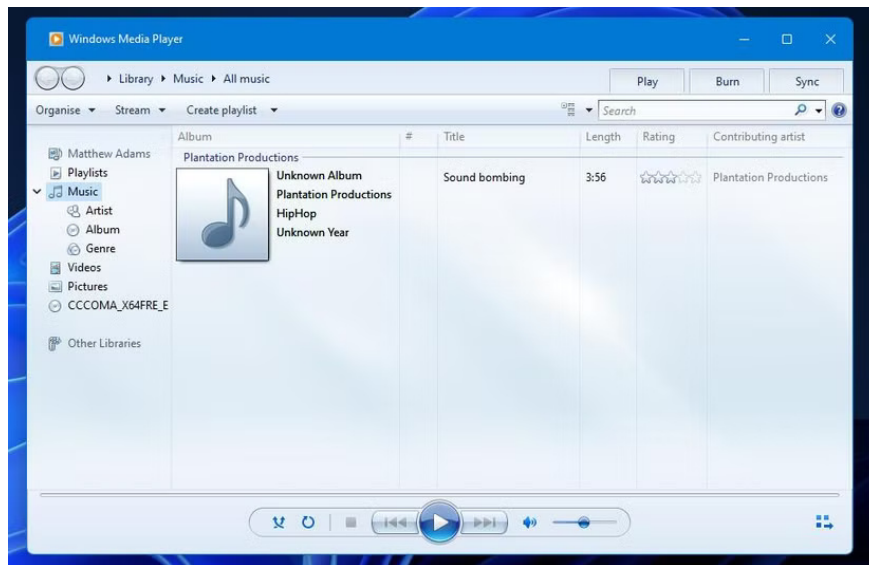 Windows Media Player
Library Music All music
Play Burn Sync
Organise Stream Create playlist Search
Album # Title Length Rating Contributing artist
Matthew Adams
Playlists
Music
Artist
Album
Genre
Videos
Pictures
CCCOMA_X64FRE_E
Other Libraries
Plantation Productions
Unknown Album
Plantation Productions
HipHop
Unknown Year
Sound bombing 3:56 Plantation Productions